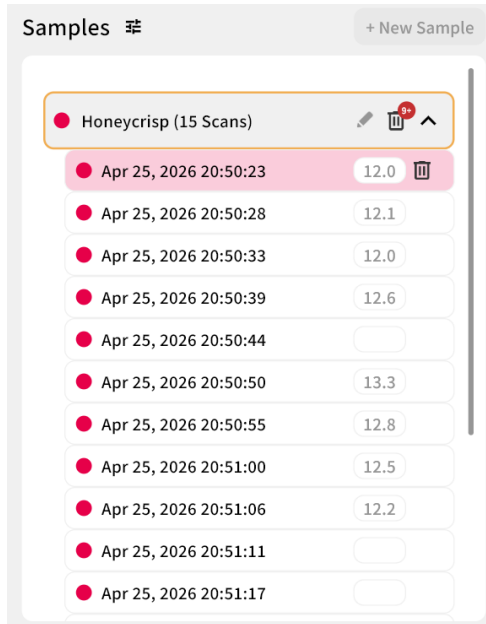 Samples
+ New Sample
Honeycrisp (15 Scans)
9+
Apr 25, 2026 20:50:23 12.0
Apr 25, 2026 20:50:28 12.1
Apr 25, 2026 20:50:33 12.0
Apr 25, 2026 20:50:39 12.6
Apr 25, 2026 20:50:44
Apr 25, 2026 20:50:50 13.3
Apr 25, 2026 20:50:55 12.8
Apr 25, 2026 20:51:00 12.5
Apr 25, 2026 20:51:06 12.2
Apr 25, 2026 20:51:11
Apr 25, 2026 20:51:17